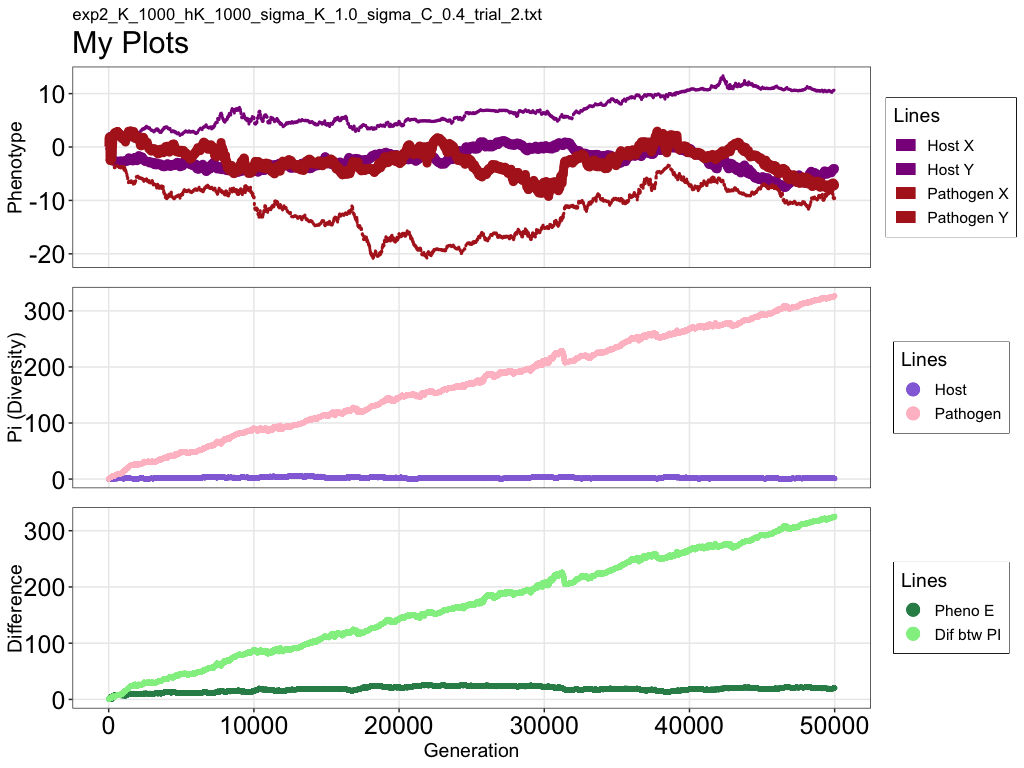 exp2_K_1000_hK_1000_sigma_K_1.0_sigma_C_0.4_trial_2.txt
My Plots
Phenotype
10
0
-10
-20
Lines
Host X
Host Y
Pathogen X
Pathogen Y
Pi (Diversity)
300
200
100
0
Lines
Host
Pathogen
Difference
300
200
100
0
Lines
Pheno E
Dif btw PI
0 10000 20000 30000 40000 50000
Generation